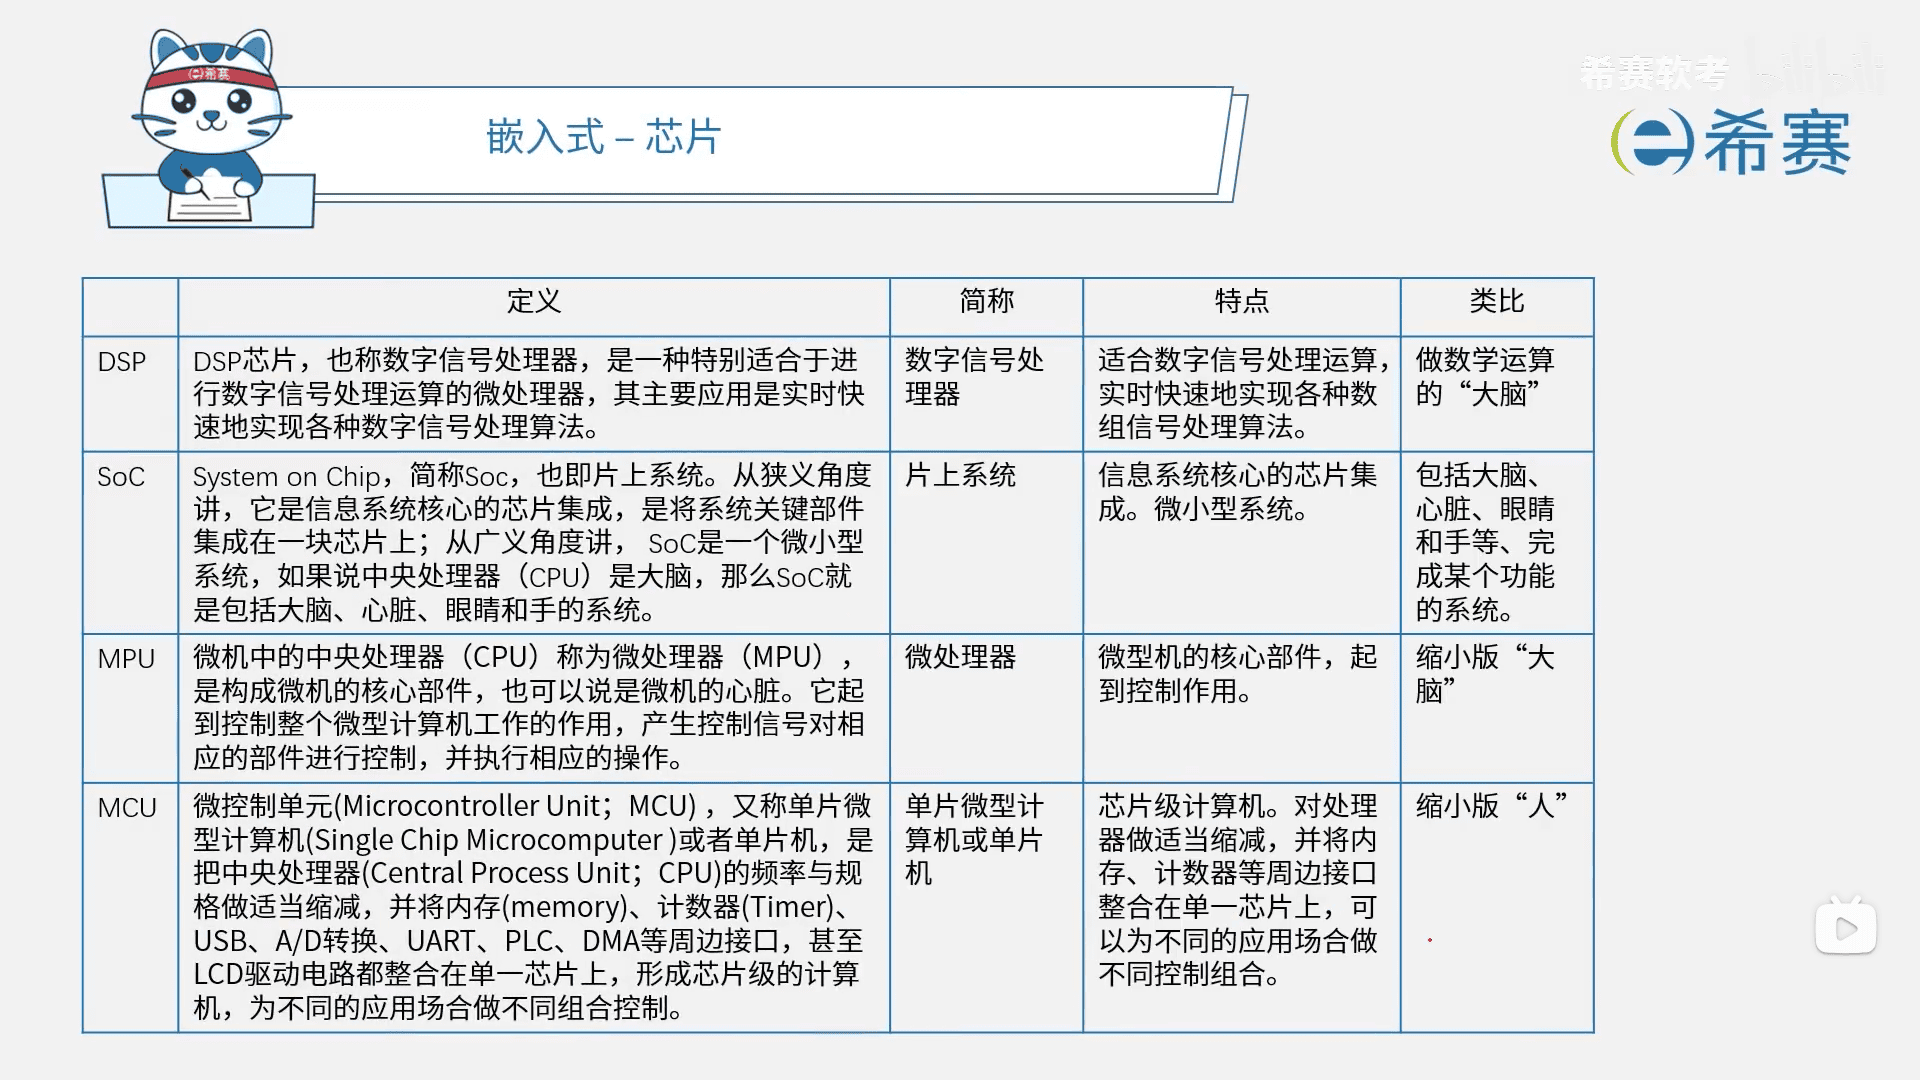 希赛
希赛软考 bilibili
希赛
嵌入式 – 芯片
定义 简称 特点 类比
DSP
DSP芯片，也称数字信号处理器，是一种特别适合于进
行数字信号处理运算的微处理器，其主要应用是实时快
速地实现各种数字信号处理算法。
数字信号处
理器
适合数字信号处理运算，
实时快速地实现各种数
组信号处理算法。
做数学运算
的“大脑”
SoC
System on Chip，简称Soc，也即片上系统。从狭义角度
讲，它是信息系统核心的芯片集成，是将系统关键部件
集成在一块芯片上；从广义角度讲， SoC是一个微小型
系统，如果说中央处理器（CPU）是大脑，那么SoC就
是包括大脑、心脏、眼睛和手的系统。
片上系统
信息系统核心的芯片集
成。微小型系统。
包括大脑、
心脏、眼睛
和手等、完
成某个功能
的系统。
MPU
微机中的中央处理器（CPU）称为微处理器（MPU），
是构成微机的核心部件，也可以说是微机的心脏。它起
到控制整个微型计算机工作的作用，产生控制信号对相
应的部件进行控制，并执行相应的操作。
微处理器
微型机的核心部件，起
到控制作用。
缩小版“大
脑”
MCU
微控制单元(Microcontroller Unit；MCU) ，又称单片微
型计算机(Single Chip Microcomputer )或者单片机，是
把中央处理器(Central Process Unit；CPU)的频率与规
格做适当缩减，并将内存(memory)、计数器(Timer)、
USB、A/D转换、UART、PLC、DMA等周边接口，甚至
LCD驱动电路都整合在单一芯片上，形成芯片级的计算
机，为不同的应用场合做不同组合控制。
单片微型计
算机或单片
机
芯片级计算机。对处理
器做适当缩减，并将内
存、计数器等周边接口
整合在单一芯片上，可
以为不同的应用场合做
不同控制组合。
缩小版“人”